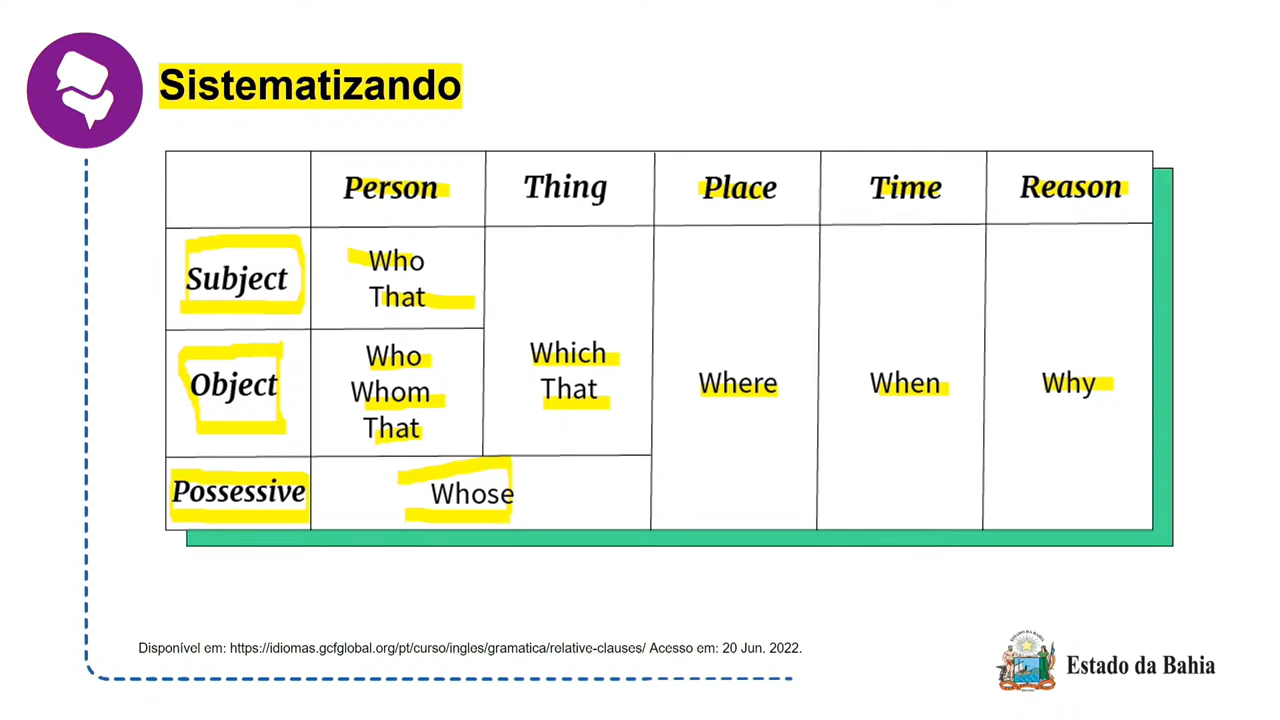 Sistematizando
Person Thing Place Time Reason
Subject
Who
That
Object
Who
Whom
That
Which
That
Where
When
Why
Possessive
Whose
Disponível em: https://idiomas.gcfglobal.org/pt/curso/ingles/gramatica/relative-clauses/ Acesso em: 20 Jun. 2022.
Estado da Bahia